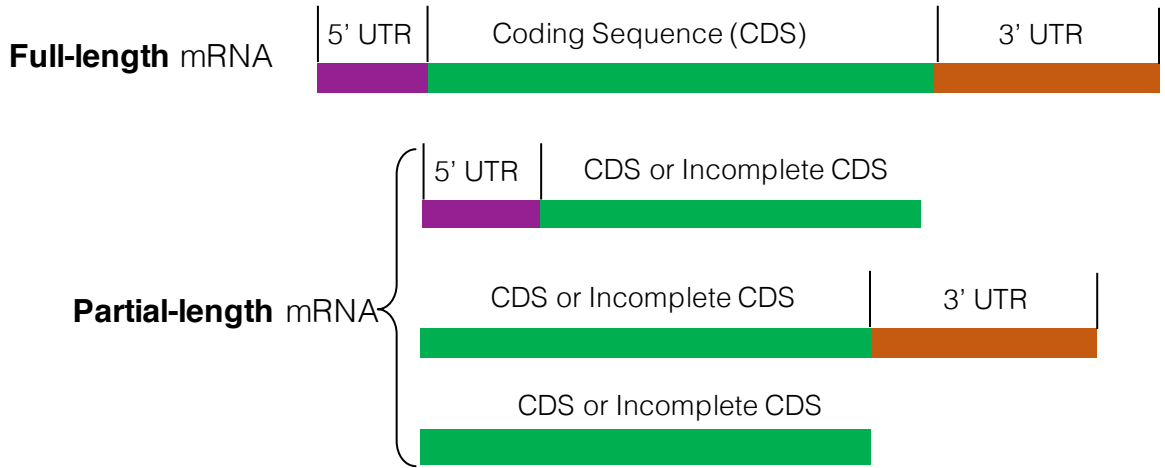 5’ UTR Coding Sequence (CDS) 3’ UTR
Full-length mRNA
5’ UTR CDS or Incomplete CDS
CDS or Incomplete CDS 3’ UTR
Partial-length mRNA
CDS or Incomplete CDS